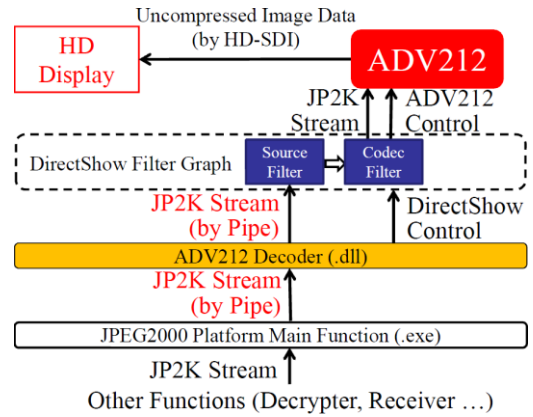 Uncompressed Image Data
(by HD-SDI)
HD
Display
ADV212
JP2K
Stream
ADV212
Control
DirectShow Filter Graph
Source
Filter
Codec
Filter
JP2K Stream
(by Pipe)
DirectShow
Control
ADV212 Decoder (.dll)
JP2K Stream
(by Pipe)
JPEG2000 Platform Main Function (.exe)
JP2K Stream
Other Functions (Decrypter, Receiver …)